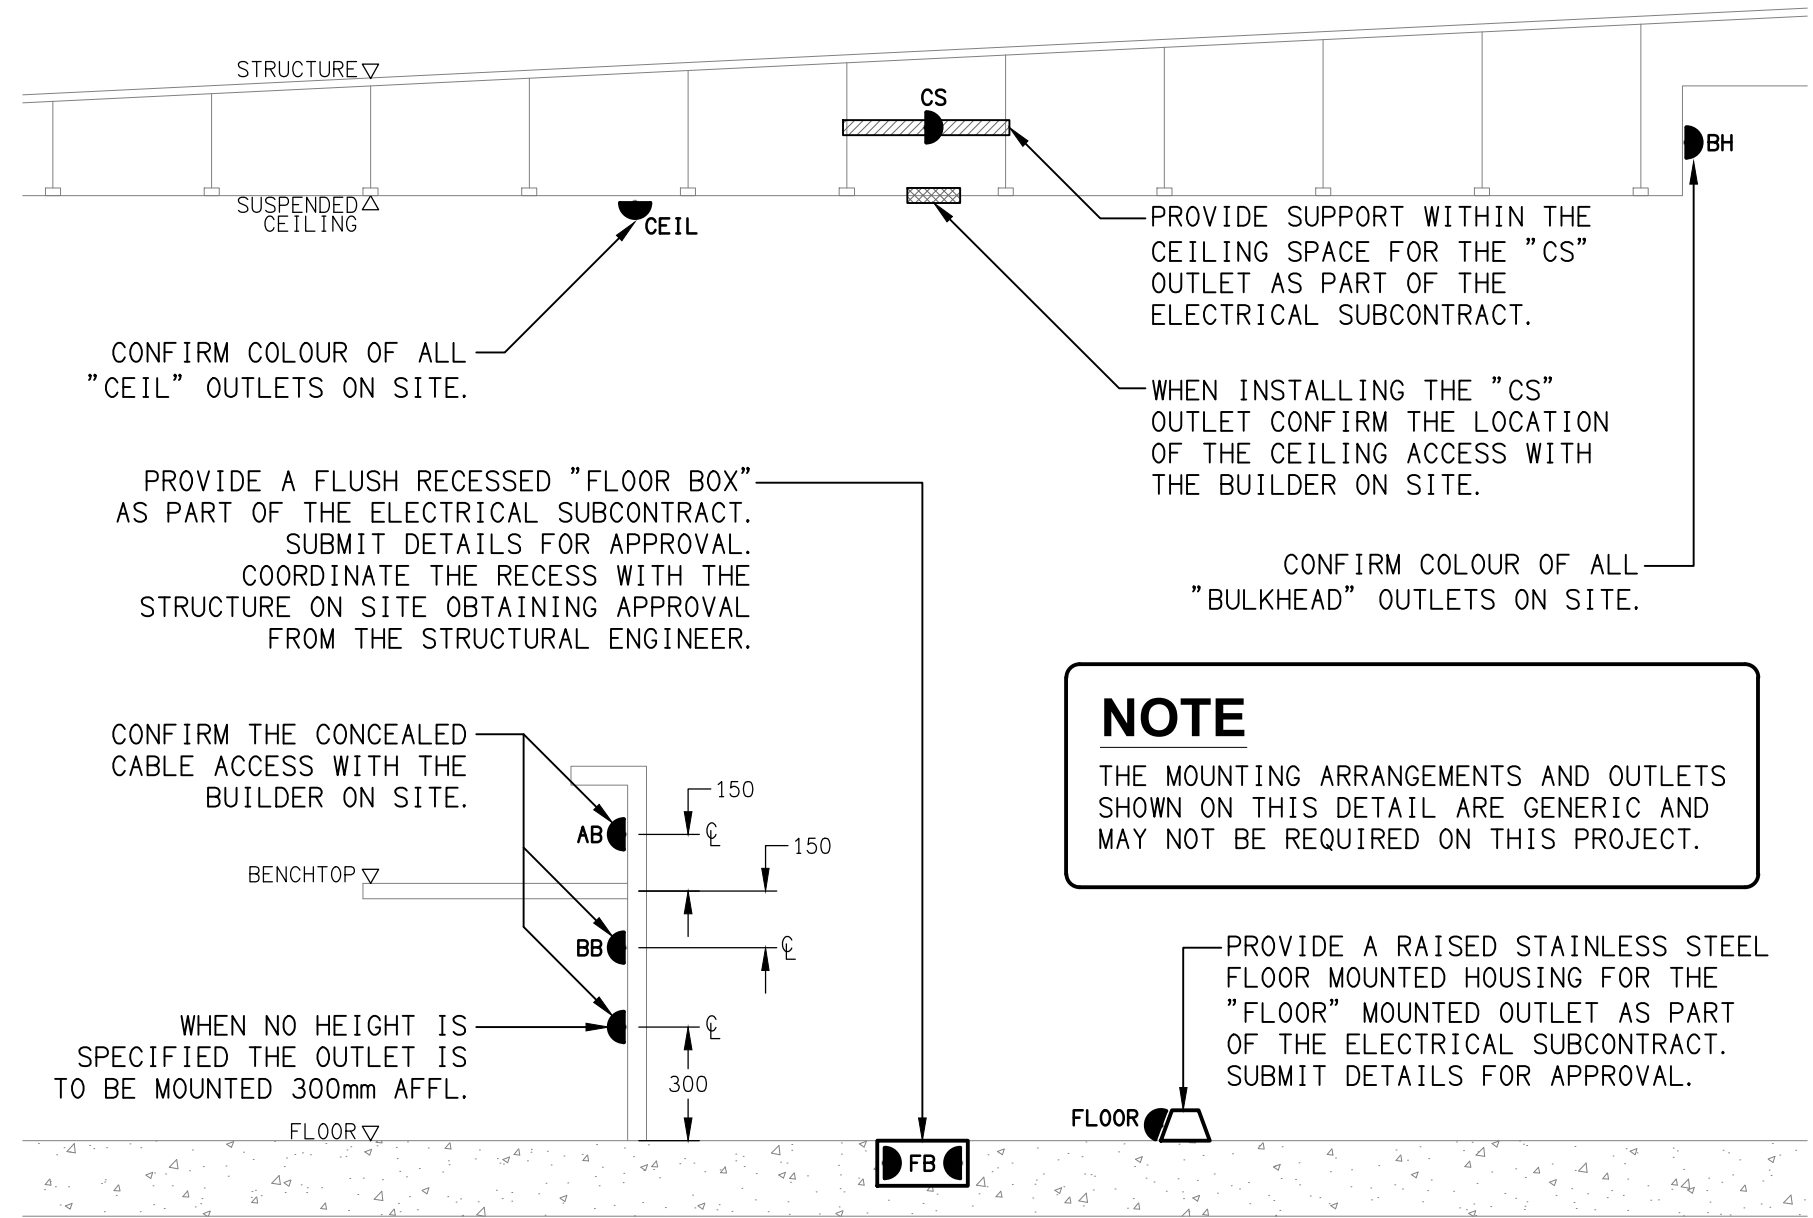 STRUCTURE
CS
BH
SUSPENDED
CEILING
CEIL
PROVIDE SUPPORT WITHIN THE
CEILING SPACE FOR THE "CS"
OUTLET AS PART OF THE
ELECTRICAL SUBCONTRACT.
CONFIRM COLOUR OF ALL
"CEIL" OUTLETS ON SITE.
WHEN INSTALLING THE "CS"
OUTLET CONFIRM THE LOCATION
OF THE CEILING ACCESS WITH
THE BUILDER ON SITE.
PROVIDE A FLUSH RECESSED "FLOOR BOX"
AS PART OF THE ELECTRICAL SUBCONTRACT.
SUBMIT DETAILS FOR APPROVAL.
COORDINATE THE RECESS WITH THE
STRUCTURE ON SITE OBTAINING APPROVAL
FROM THE STRUCTURAL ENGINEER.
CONFIRM COLOUR OF ALL
"BULKHEAD" OUTLETS ON SITE.
NOTE
THE MOUNTING ARRANGEMENTS AND OUTLETS
SHOWN ON THIS DETAIL ARE GENERIC AND
MAY NOT BE REQUIRED ON THIS PROJECT.
CONFIRM THE CONCEALED
CABLE ACCESS WITH THE
BUILDER ON SITE.
150
AB
℄
150
BENCHTOP
BB
℄
WHEN NO HEIGHT IS
SPECIFIED THE OUTLET IS
TO BE MOUNTED 300mm AFFL.
℄
300
PROVIDE A RAISED STAINLESS STEEL
FLOOR MOUNTED HOUSING FOR THE
"FLOOR" MOUNTED OUTLET AS PART
OF THE ELECTRICAL SUBCONTRACT.
SUBMIT DETAILS FOR APPROVAL.
FLOOR
FLOOR
FB